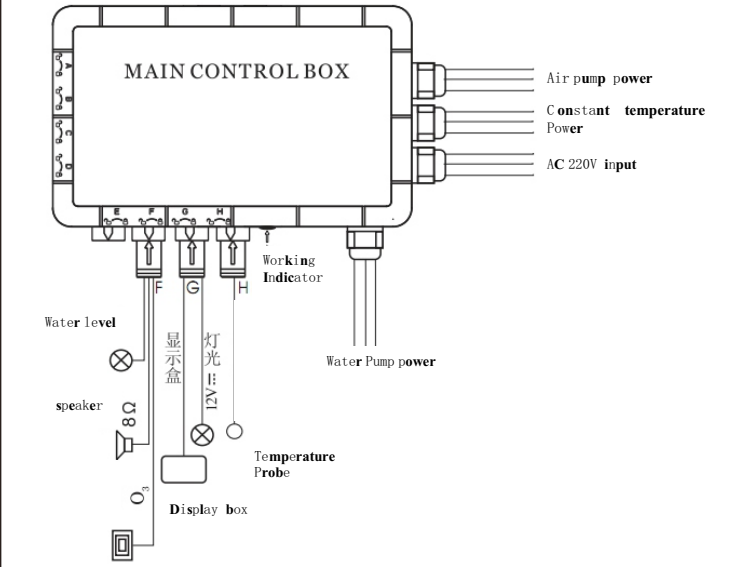 MAIN CONTROL BOX
A
B
C
D
E F G H
Air pump power
Constant temperature
Power
AC 220V input
Working
Indicator
F G H
Water level
显示盒
灯光
12V
Water Pump power
speaker
8Ω
Temperature
Probe
O₃
Display box